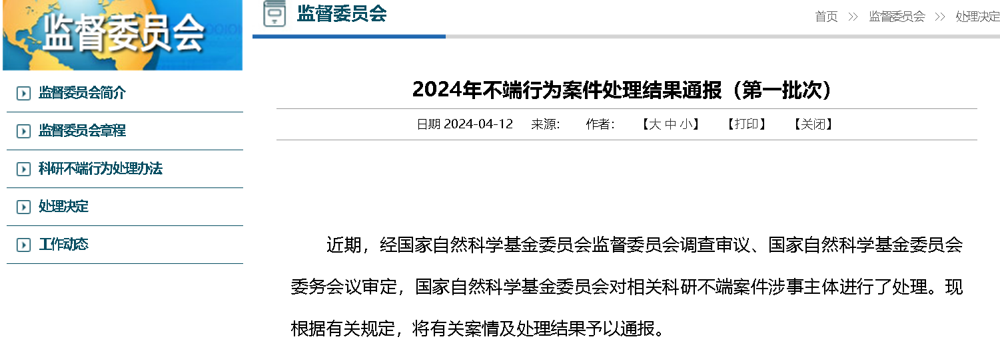 监督委员会
监督委员会简介
监督委员会章程
科研不端行为处理办法
处理决定
工作动态
监督委员会
首页 >> 监督委员会 >> 处理决定
2024年不端行为案件处理结果通报（第一批次）
日期 2024-04-12 来源： 作者： 【大 中 小】 【打印】 【关闭】
近期，经国家自然科学基金委员会监督委员会调查审议、国家自然科学基金委员会
委务会议审定，国家自然科学基金委员会对相关科研不端案件涉事主体进行了处理。现
根据有关规定，将有关案情及处理结果予以通报。